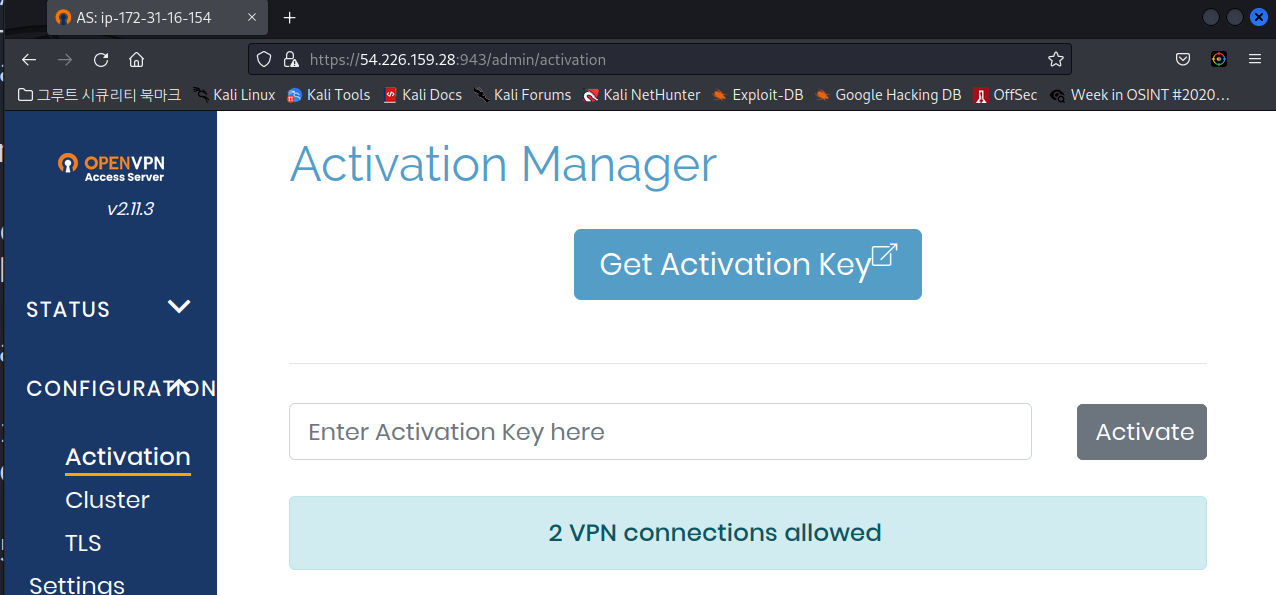 AS: ip-172-31-16-154
https://54.226.159.28:943/admin/activation
그루트 시큐리티 북마크 Kali Linux Kali Tools Kali Docs Kali Forums Kali NetHunter Exploit-DB Google Hacking DB OffSec Week in OSINT #2020...
OPENVPN
Access Server
v2.11.3
STATUS
CONFIGURATION
Activation
Cluster
TLS
Settings
Activation Manager
Get Activation Key
Enter Activation Key here
Activate
2 VPN connections allowed